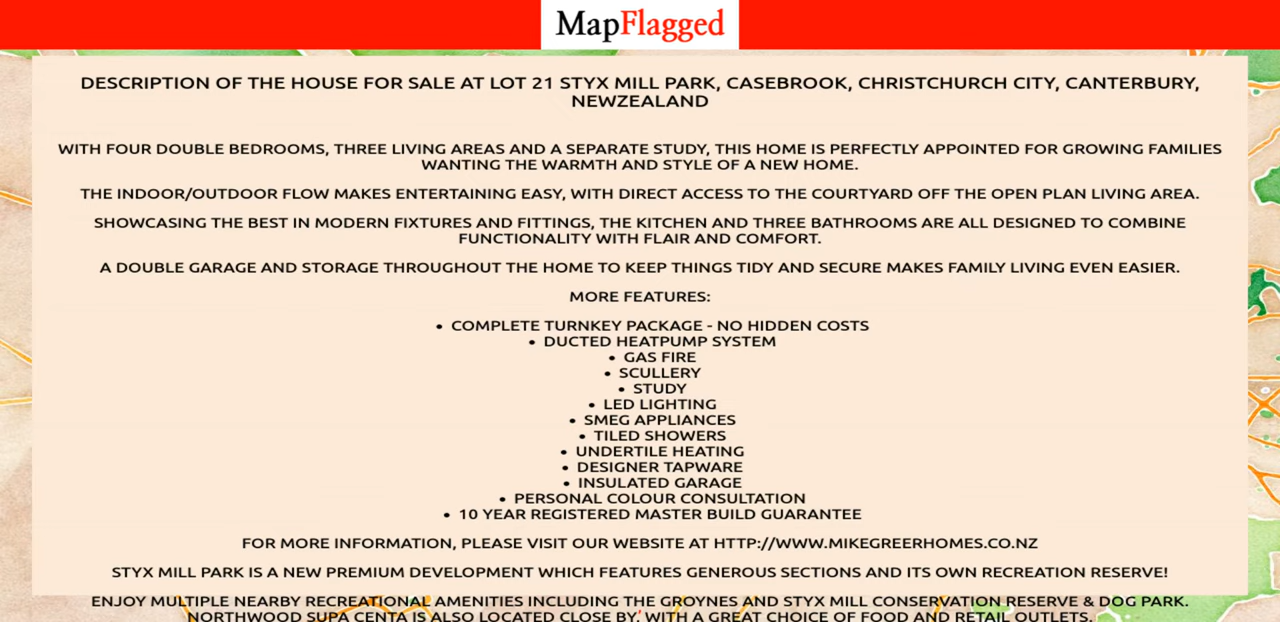 MapFlagged
DESCRIPTION OF THE HOUSE FOR SALE AT LOT 21 STYX MILL PARK, CASEBROOK, CHRISTCHURCH CITY, CANTERBURY,
NEWZEALAND
WITH FOUR DOUBLE BEDROOMS, THREE LIVING AREAS AND A SEPARATE STUDY, THIS HOME IS PERFECTLY APPOINTED FOR GROWING FAMILIES
WANTING THE WARMTH AND STYLE OF A NEW HOME.
THE INDOOR/OUTDOOR FLOW MAKES ENTERTAINING EASY, WITH DIRECT ACCESS TO THE COURTYARD OFF THE OPEN PLAN LIVING AREA.
SHOWCASING THE BEST IN MODERN FIXTURES AND FITTINGS, THE KITCHEN AND THREE BATHROOMS ARE ALL DESIGNED TO COMBINE
FUNCTIONALITY WITH FLAIR AND COMFORT.
A DOUBLE GARAGE AND STORAGE THROUGHOUT THE HOME TO KEEP THINGS TIDY AND SECURE MAKES FAMILY LIVING EVEN EASIER.
MORE FEATURES:
• COMPLETE TURNKEY PACKAGE - NO HIDDEN COSTS
• DUCTED HEATPUMP SYSTEM
• GAS FIRE
• SCULLERY
• STUDY
• LED LIGHTING
• SMEG APPLIANCES
• TILED SHOWERS
• UNDERTILE HEATING
• DESIGNER TAPWARE
• INSULATED GARAGE
• PERSONAL COLOUR CONSULTATION
• 10 YEAR REGISTERED MASTER BUILD GUARANTEE
FOR MORE INFORMATION, PLEASE VISIT OUR WEBSITE AT HTTP://WWW.MIKEGREERHOMES.CO.NZ
STYX MILL PARK IS A NEW PREMIUM DEVELOPMENT WHICH FEATURES GENEROUS SECTIONS AND ITS OWN RECREATION RESERVE!
ENJOY MULTIPLE NEARBY RECREATIONAL AMENITIES INCLUDING THE GROYNES AND STYX MILL CONSERVATION RESERVE & DOG PARK.
NORTHWOOD SUPA CENTA IS ALSO LOCATED CLOSE BY, WITH A GREAT CHOICE OF FOOD AND RETAIL OUTLETS.